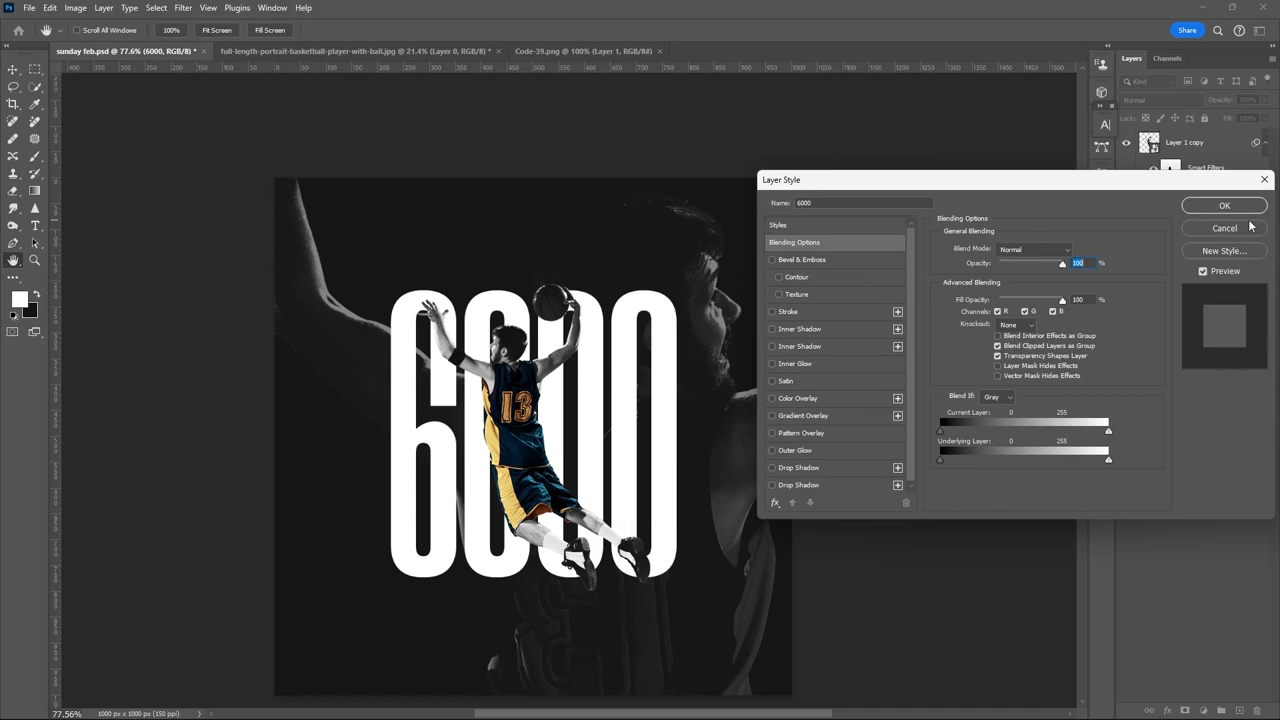 Ps File Edit Image Layer Type Select Filter View Plugins Window Help
Scroll All Windows 100% Fit Screen Fill Screen Share
sunday feb.psd @ 77.6% (6000, RGB/8) * × full-length-portrait-basketball-player-with-ball.jpg @ 21.4% (Layer 0, RGB/8) * × Code-39.png @ 100% (Layer 1, RGB/8#) ×
Layers Channels
Kind
Normal Opacity: 100%
Lock: Fill: 100%
Layer 1 copy
Smart Filters
Layer Style
Name: 6000
Styles
Blending Options
Bevel & Emboss
Contour
Texture
Stroke
Inner Shadow
Inner Shadow
Inner Glow
Satin
Color Overlay
Gradient Overlay
Pattern Overlay
Outer Glow
Drop Shadow
Drop Shadow
fx
Blending Options
General Blending
Blend Mode: Normal
Opacity: 100 %
Advanced Blending
Fill Opacity: 100 %
Channels: R G B
Knockout: None
Blend Interior Effects as Group
Blend Clipped Layers as Group
Transparency Shapes Layer
Layer Mask Hides Effects
Vector Mask Hides Effects
Blend If: Gray
Current Layer: 0 255
Underlying Layer: 0 255
OK
Cancel
New Style...
Preview
6000
13
77.56% 1000 px x 1000 px (150 ppi)